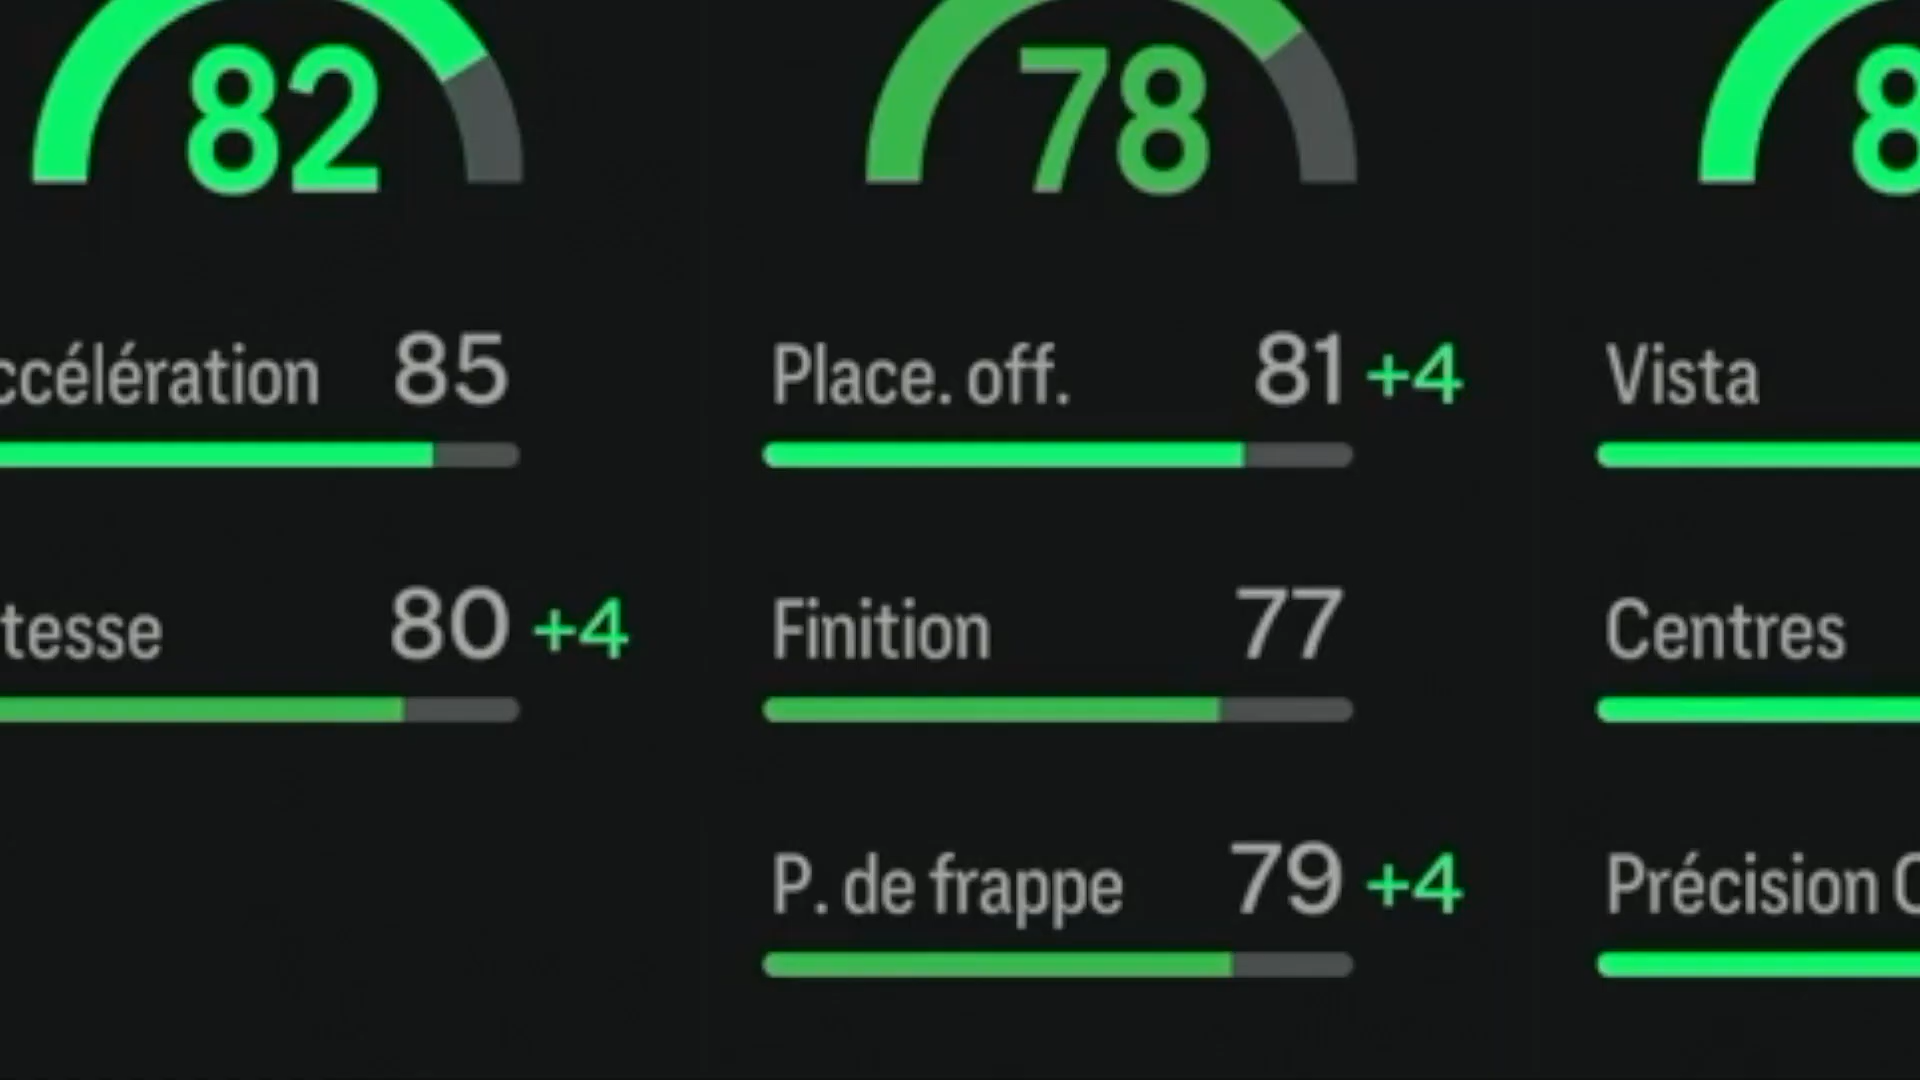 82 78 8
ccélération 85 Place. off. 81 +4 Vista
tesse 80 +4 Finition 77 Centres
P. de frappe 79 +4 Précision C